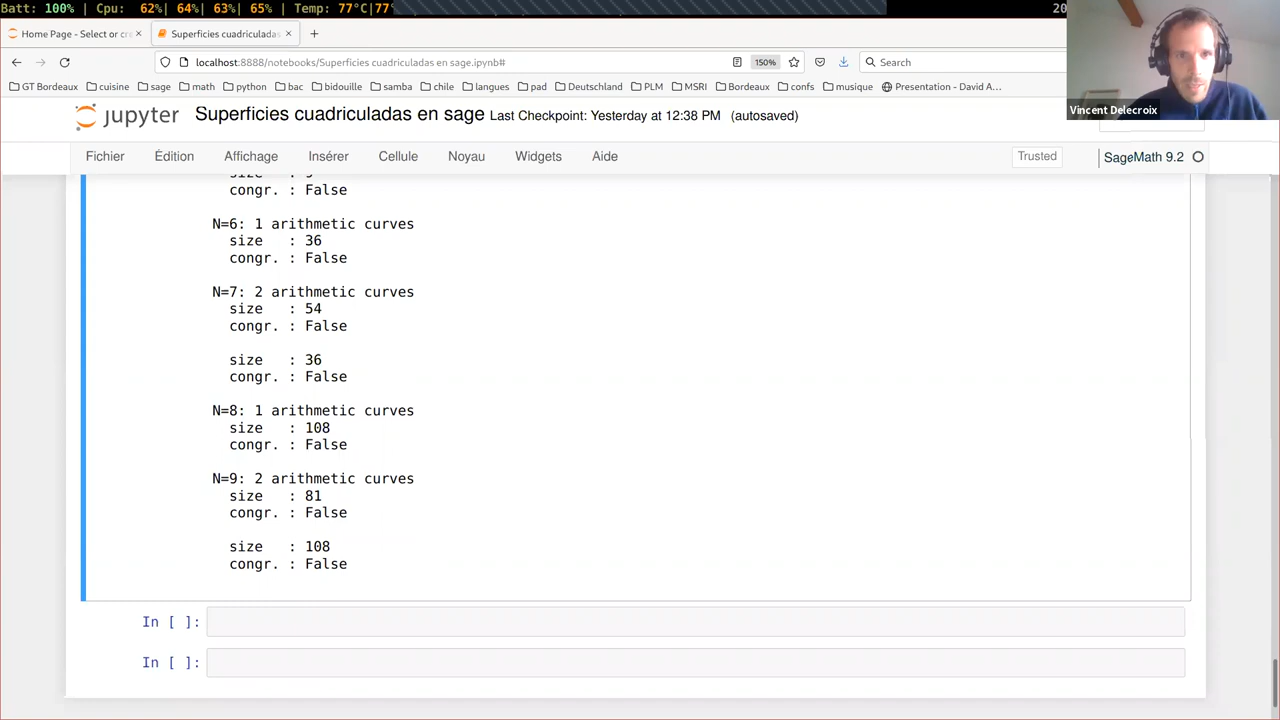 Batt: 100% | Cpu: 62%| 64%| 63%| 65% | Temp: 77°C|77°
20
Home Page - Select or cre
Superficies cuadriculadas
localhost:8888/notebooks/Superficies cuadriculadas en sage.ipynb#
150%
Search
GT Bordeaux
cuisine
sage
math
python
bac
bidouille
samba
chile
langues
pad
Deutschland
PLM
MSRI
Bordeaux
confs
musique
Presentation - David A...
Vincent Delecroix
jupyter
Superficies cuadriculadas en sage Last Checkpoint: Yesterday at 12:38 PM (autosaved)
Fichier
Édition
Affichage
Insérer
Cellule
Noyau
Widgets
Aide
Trusted
SageMath 9.2
size : 9
congr. : False
N=6: 1 arithmetic curves
size : 36
congr. : False
N=7: 2 arithmetic curves
size : 54
congr. : False
size : 36
congr. : False
N=8: 1 arithmetic curves
size : 108
congr. : False
N=9: 2 arithmetic curves
size : 81
congr. : False
size : 108
congr. : False
In [ ]:
In [ ]: